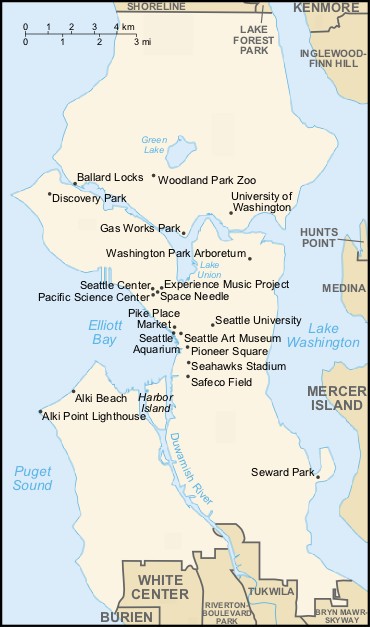 SHORELINE
KENMORE
0 1 2 3 4 km
0 1 2 3 mi
LAKE
FOREST
PARK
INGLEWOOD-
FINN HILL
Green
Lake
Ballard Locks
Woodland Park Zoo
Discovery Park
University of
Washington
Gas Works Park
HUNTS
POINT
Washington Park Arboretum
Lake
Union
Seattle Center
Experience Music Project
Pacific Science Center
Space Needle
MEDINA
Pike Place
Market
Seattle University
Elliott
Bay
Lake
Washington
Seattle
Aquarium
Seattle Art Museum
Pioneer Square
Seahawks Stadium
Safeco Field
MERCER
ISLAND
Alki Beach
Harbor
Island
Alki Point Lighthouse
Duwamish River
Puget
Sound
Seward Park
WHITE
CENTER
TUKWILA
BURIEN
RIVERTON-
BOULEVARD
PARK
BRYN MAWR-
SKYWAY